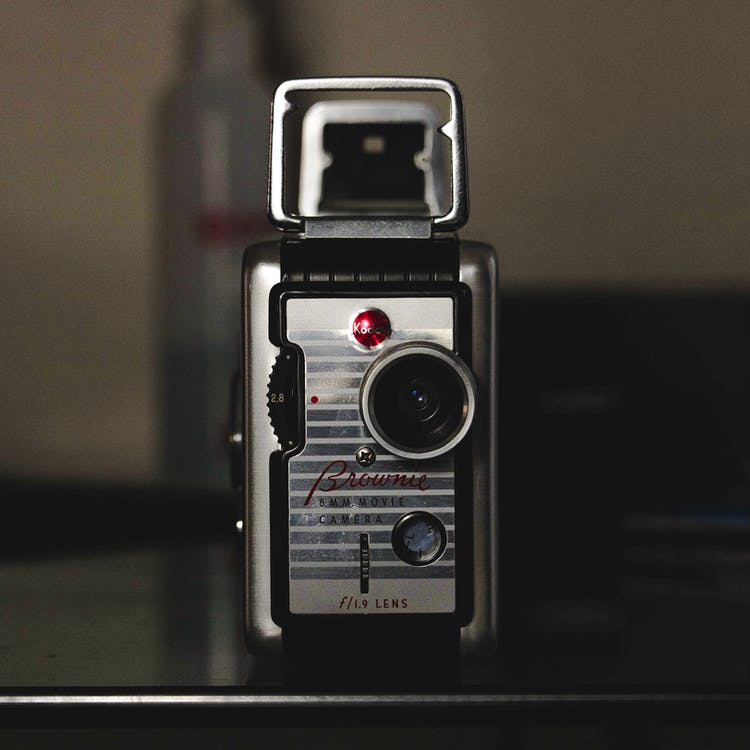 Kodak
2.8
Brownie
8MM MOVIE
CAMERA
f/1.9 LENS